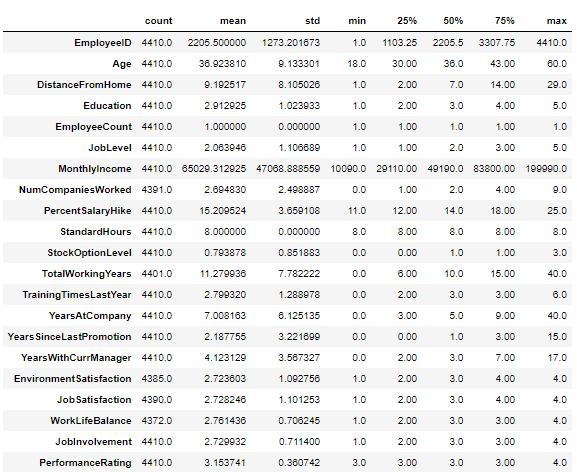 count mean std min 25% 50% 75% max
EmployeeID 4410.0 2205.500000 1273.201673 1.0 1103.25 2205.5 3307.75 4410.0
Age 4410.0 36.923810 9.133301 18.0 30.00 36.0 43.00 60.0
DistanceFromHome 4410.0 9.192517 8.105026 1.0 2.00 7.0 14.00 29.0
Education 4410.0 2.912925 1.023933 1.0 2.00 3.0 4.00 5.0
EmployeeCount 4410.0 1.000000 0.000000 1.0 1.00 1.0 1.00 1.0
JobLevel 4410.0 2.063946 1.106689 1.0 1.00 2.0 3.00 5.0
MonthlyIncome 4410.0 65029.312925 47068.888559 10090.0 29110.00 49190.0 83800.00 199990.0
NumCompaniesWorked 4391.0 2.694830 2.498887 0.0 1.00 2.0 4.00 9.0
PercentSalaryHike 4410.0 15.209524 3.659108 11.0 12.00 14.0 18.00 25.0
StandardHours 4410.0 8.000000 0.000000 8.0 8.00 8.0 8.00 8.0
StockOptionLevel 4410.0 0.793878 0.851883 0.0 0.00 1.0 1.00 3.0
TotalWorkingYears 4401.0 11.279936 7.782222 0.0 6.00 10.0 15.00 40.0
TrainingTimesLastYear 4410.0 2.799320 1.288978 0.0 2.00 3.0 3.00 6.0
YearsAtCompany 4410.0 7.008163 6.125135 0.0 3.00 5.0 9.00 40.0
YearsSinceLastPromotion 4410.0 2.187755 3.221699 0.0 0.00 1.0 3.00 15.0
YearsWithCurrManager 4410.0 4.123129 3.567327 0.0 2.00 3.0 7.00 17.0
EnvironmentSatisfaction 4385.0 2.723603 1.092756 1.0 2.00 3.0 4.00 4.0
JobSatisfaction 4390.0 2.728246 1.101253 1.0 2.00 3.0 4.00 4.0
WorkLifeBalance 4372.0 2.761436 0.706245 1.0 2.00 3.0 3.00 4.0
JobInvolvement 4410.0 2.729932 0.711400 1.0 2.00 3.0 3.00 4.0
PerformanceRating 4410.0 3.153741 0.360742 3.0 3.00 3.0 3.00 4.0